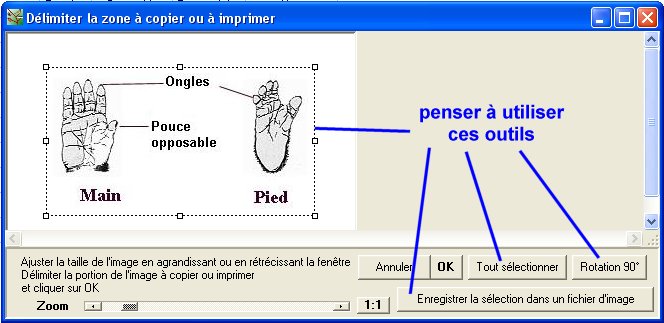 Délimiter la zone à copier ou à imprimer
Ongles
Pouce
opposable
Main
Pied
penser à utiliser
ces outils
Ajuster la taille de l'image en agrandissant ou en rétrécissant la fenêtre
Délimiter la portion de l'image à copier ou imprimer
et cliquer sur OK
Annuler
OK
Tout sélectionner
Rotation 90°
Zoom
1:1
Enregistrer la sélection dans un fichier d'image